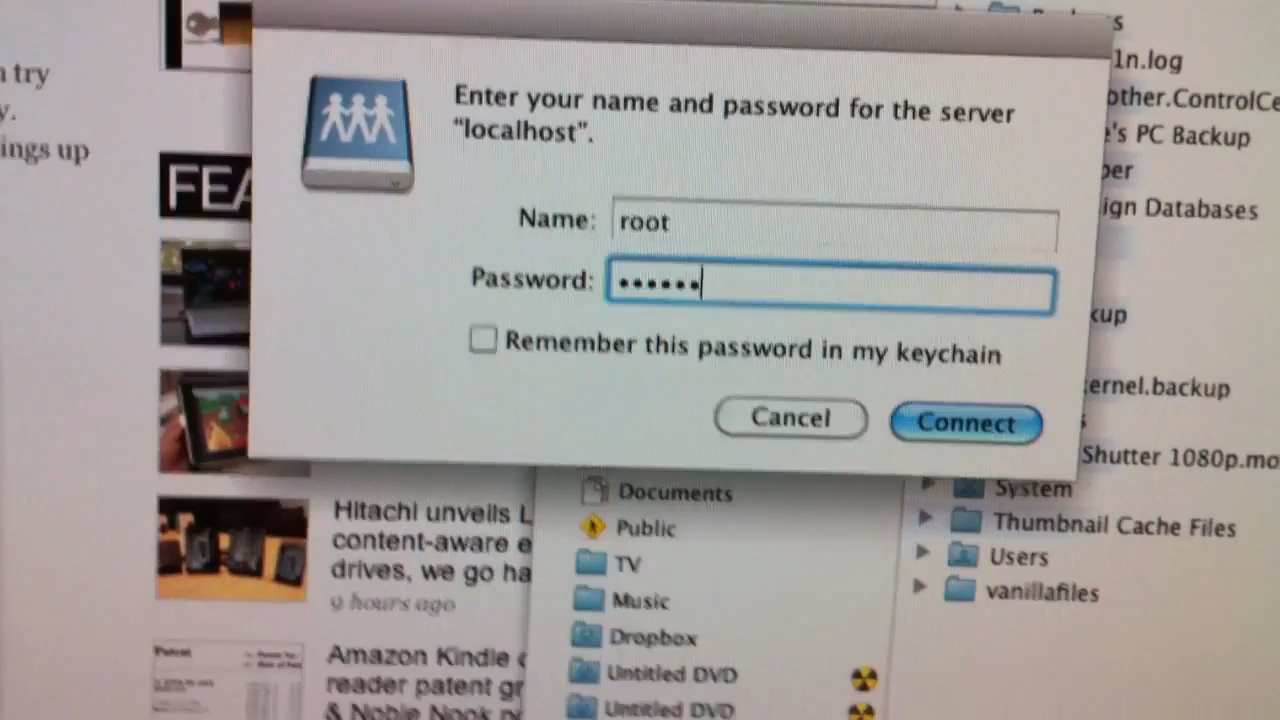 n try
y.
ings up
FEA
Enter your name and password for the server
"localhost".
Name: root
Password: ••••••
Remember this password in my keychain
Cancel
Connect
1n.log
other.ControlCe
e's PC Backup
per
ign Databases
kup
ernel.backup
s
Shutter 1080p.mo
System
Thumbnail Cache Files
Users
vanillafiles
Documents
Public
TV
Music
Dropbox
Untitled DVD
Untitled DVD
Hitachi unveils L
content-aware e
drives, we go ha
9 hours ago
Amazon Kindle
reader patent gr
& Noble Nook
Patent